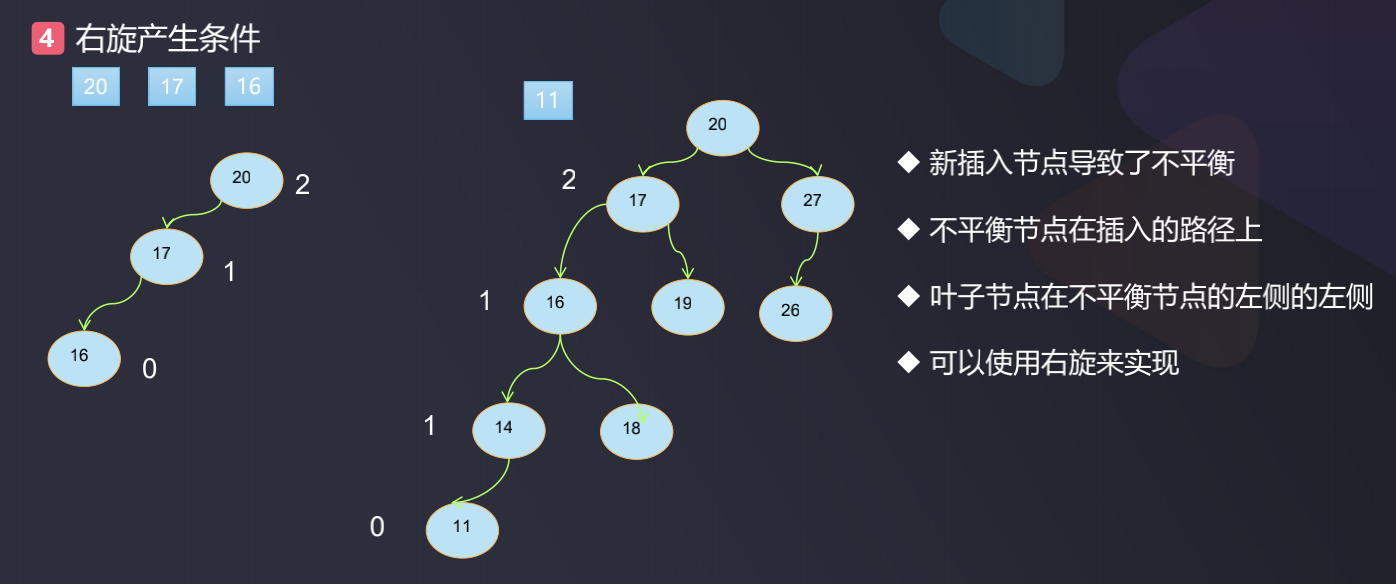 4 右旋产生条件
20 17 16
20 2
17 1
16 0
11
20
2 17 27
1 16 19 26
1 14 18
0 11
◆ 新插入节点导致了不平衡
◆ 不平衡节点在插入的路径上
◆ 叶子节点在不平衡节点的左侧的左侧
◆ 可以使用右旋来实现